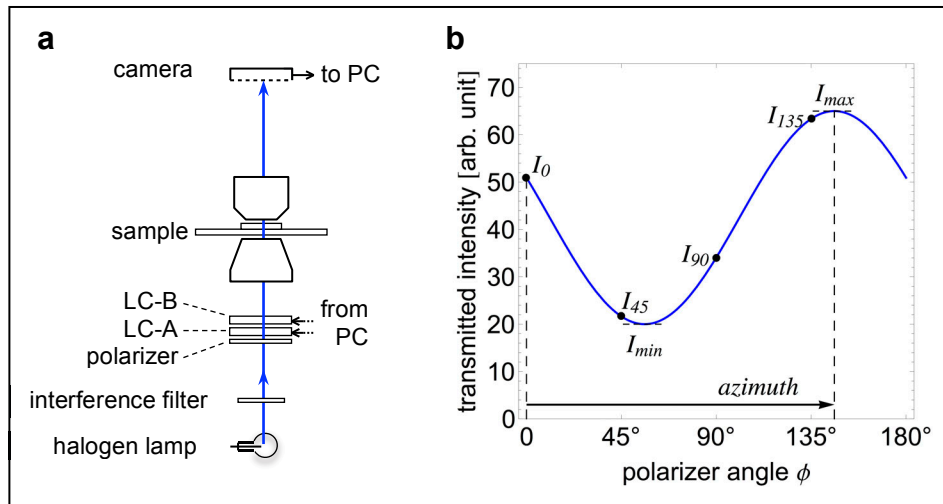 a
camera
to PC
sample
LC-B
LC-A
polarizer
from
PC
interference filter
halogen lamp
b
transmitted intensity [arb. unit]
70
60
50
40
30
20
10
0
I0
I45
Imin
I90
I135
Imax
azimuth
0
45°
90°
135°
180°
polarizer angle ϕ